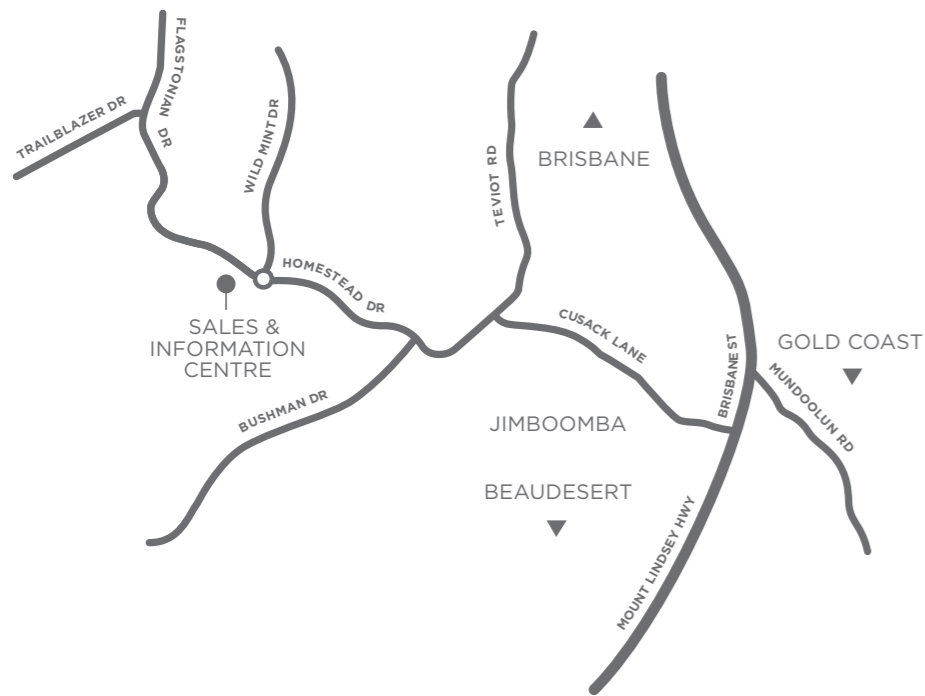 FLAGSTONIAN DR
TRAILBLAZER DR
WILD MINT DR
TEVIOT RD
BRISBANE
HOMESTEAD DR
SALES &
INFORMATION
CENTRE
CUSACK LANE
BRISBANE ST
GOLD COAST
MUNDOOLUN RD
BUSHMAN DR
JIMBOOMBA
BEAUDESERT
MOUNT LINDSEY HWY